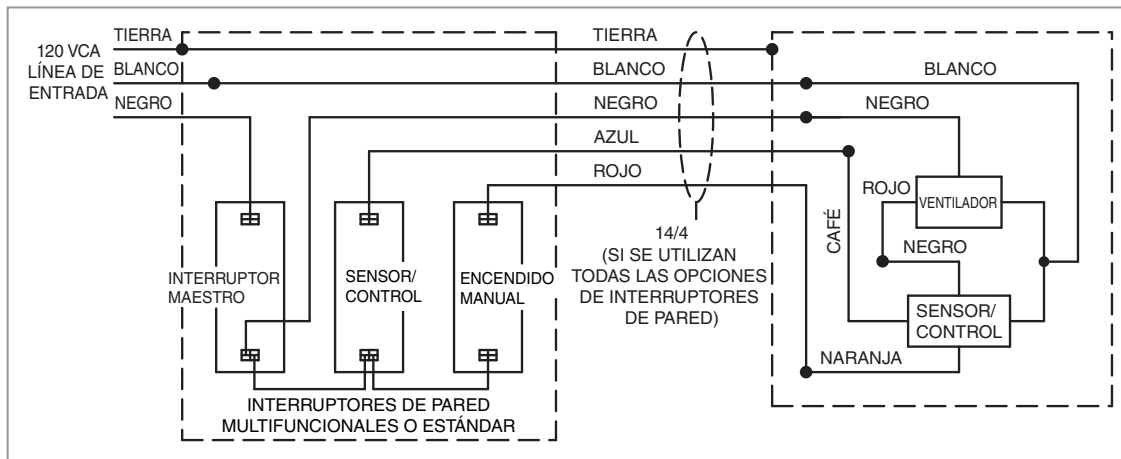 120 VCA
LÍNEA DE
ENTRADA
TIERRA
BLANCO
NEGRO
TIERRA
BLANCO
NEGRO
AZUL
ROJO
BLANCO
NEGRO
ROJO
VENTILADOR
CAFÉ
NEGRO
SENSOR/
CONTROL
NARANJA
14/4
(SI SE UTILIZAN
TODAS LAS OPCIONES
DE INTERRUPTORES
DE PARED)
INTERRUPTOR
MAESTRO
SENSOR/
CONTROL
ENCENDIDO
MANUAL
INTERRUPTORES DE PARED
MULTIFUNCIONALES O ESTÁNDAR